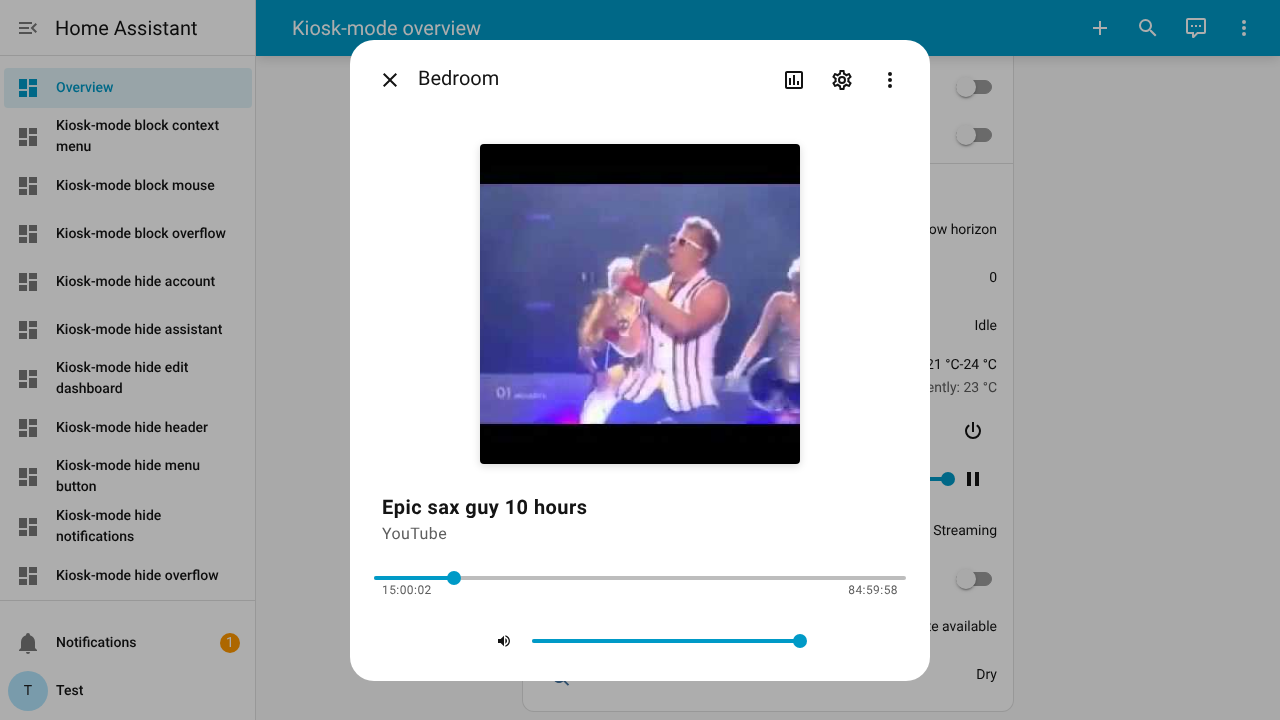 Home Assistant
Kiosk-mode overview
Overview
Kiosk-mode block context
menu
Kiosk-mode block mouse
Kiosk-mode block overflow
Kiosk-mode hide account
Kiosk-mode hide assistant
Kiosk-mode hide edit
dashboard
Kiosk-mode hide header
Kiosk-mode hide menu
button
Kiosk-mode hide
notifications
Kiosk-mode hide overflow
Notifications
1
T
Test
Bedroom
01
Epic sax guy 10 hours
YouTube
15:00:02
84:59:58
horizon
0
Idle
21 °C-24 °C
23 °C
Streaming
available
Dry